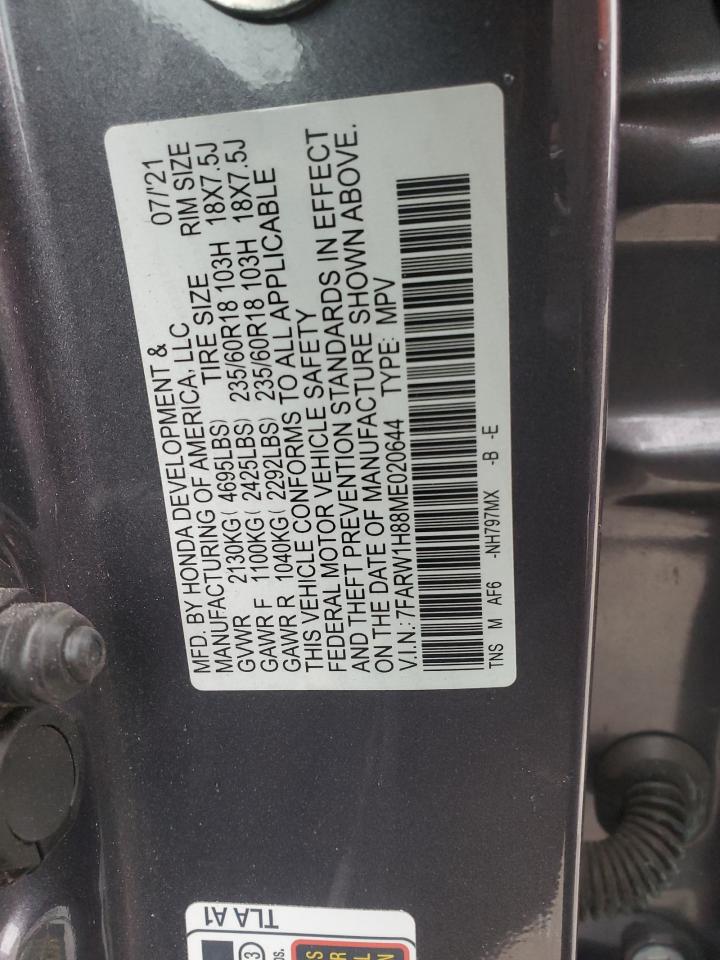 MFD. BY HONDA DEVELOPMENT & 07/'21
MANUFACTURING OF AMERICA, LLC
TIRE SIZE RIM SIZE
GVWR 2130KG( 4695LBS)
GAWR F 1100KG( 2425LBS) 235/60R18 103H 18X7.5J
GAWR R 1040KG( 2292LBS) 235/60R18 103H 18X7.5J
THIS VEHICLE CONFORMS TO ALL APPLICABLE
FEDERAL MOTOR VEHICLE SAFETY
AND THEFT PREVENTION STANDARDS IN EFFECT
ON THE DATE OF MANUFACTURE SHOWN ABOVE.
V.I.N.: 7FARW1H88ME020644 TYPE: MPV
TNS M AF6 -NH797MX -B -E
TLA A1
3